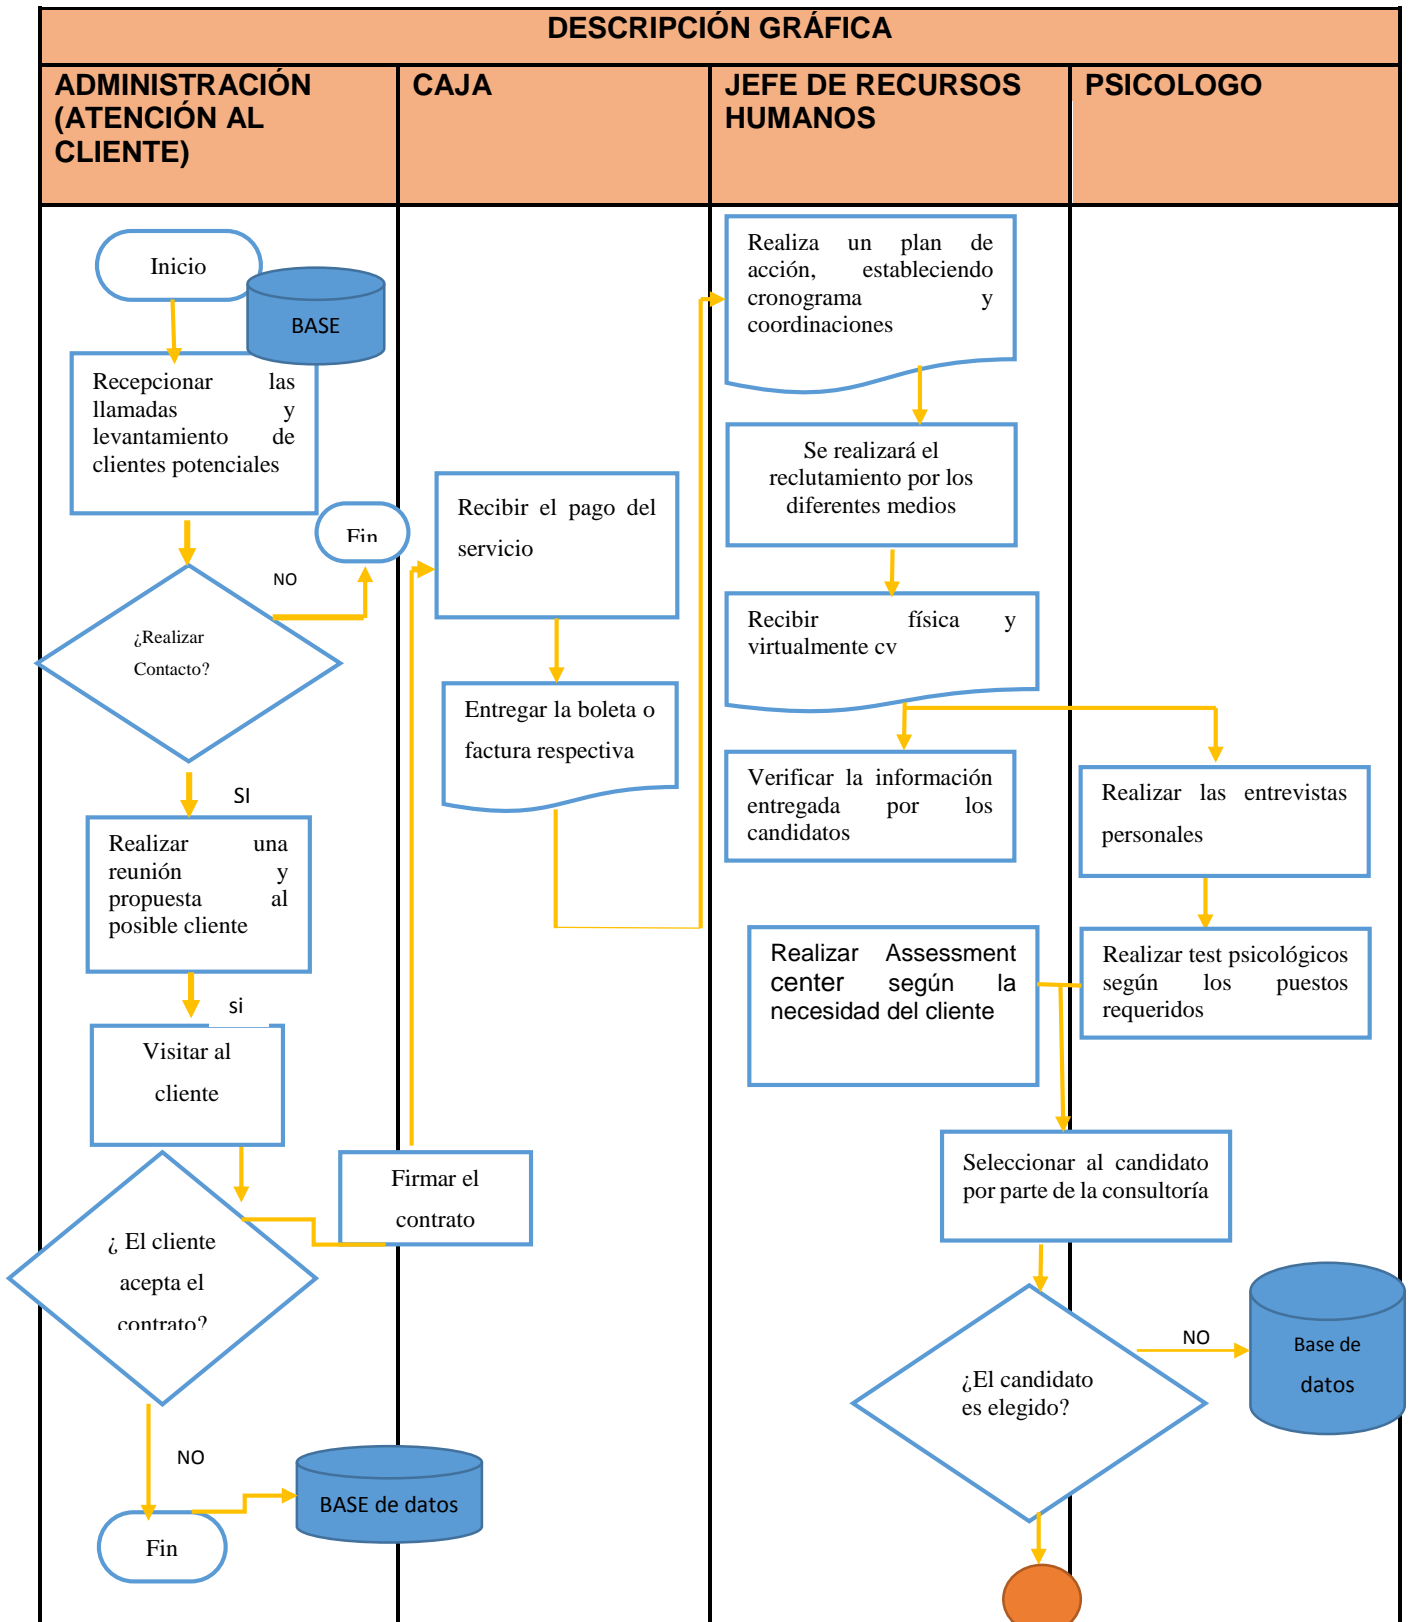 DESCRIPCIÓN GRÁFICA
ADMINISTRACIÓN
(ATENCIÓN AL
CLIENTE)
CAJA
JEFE DE RECURSOS
HUMANOS
PSICOLOGO
Inicio
BASE
Recepcionar las
llamadas y
levantamiento de
clientes potenciales
Fin
NO
¿Realizar
Contacto?
SI
Realizar una
reunión y
propuesta al
posible cliente
si
Visitar al
cliente
¿ El cliente
acepta el
contrato?
NO
Fin
BASE de datos
Firmar el
contrato
Recibir el pago del
servicio
Entregar la boleta o
factura respectiva
Realiza un plan de
acción, estableciendo
cronograma y
coordinaciones
Se realizará el
reclutamiento por los
diferentes medios
Recibir física y
virtualmente cv
Verificar la información
entregada por los
candidatos
Realizar las entrevistas
personales
Realizar Assessment
center según la
necesidad del cliente
Realizar test psicológicos
según los puestos
requeridos
Seleccionar al candidato
por parte de la consultoría
¿El candidato
es elegido?
NO
Base de
datos